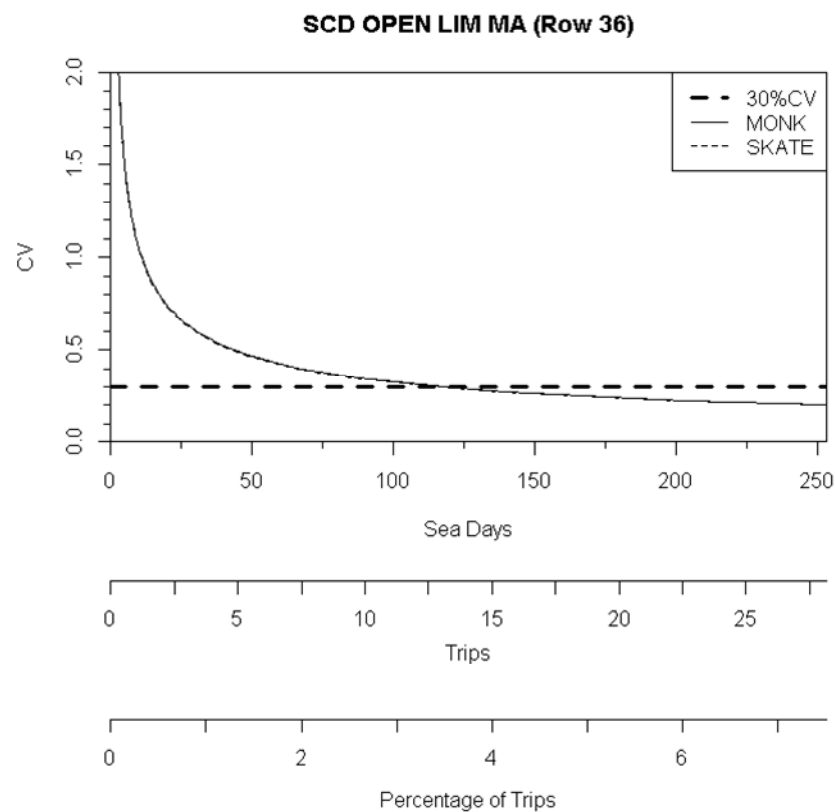 SCD OPEN LIM MA (Row 36)
2.0
1.5
1.0
0.5
0.0
CV
30%CV
MONK
SKATE
0 50 100 150 200 250
Sea Days
0 5 10 15 20 25
Trips
0 2 4 6
Percentage of Trips